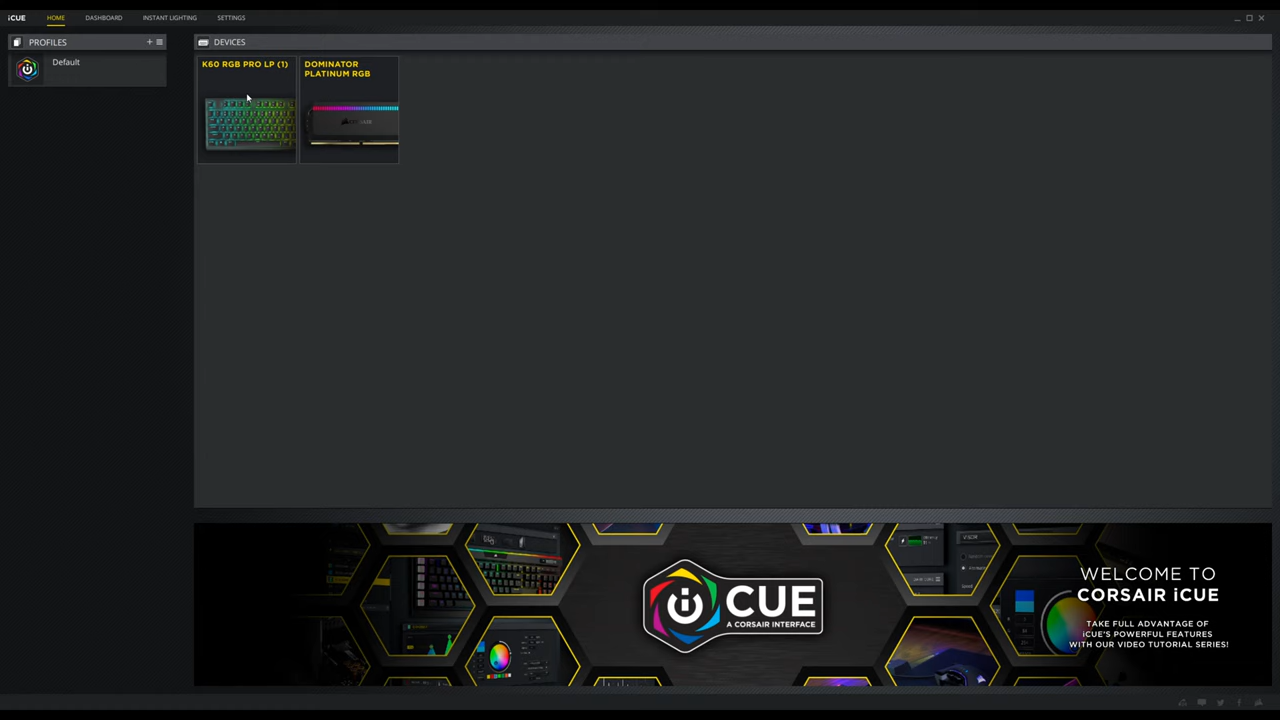 iCUE HOME DASHBOARD INSTANT LIGHTING SETTINGS
PROFILES
Default
DEVICES
K60 RGB PRO LP (1)
DOMINATOR
PLATINUM RGB
CUE
A CORSAIR INTERFACE
WELCOME TO
CORSAIR iCUE
TAKE FULL ADVANTAGE OF
iCUE'S POWERFUL FEATURES
WITH OUR VIDEO TUTORIAL SERIES!